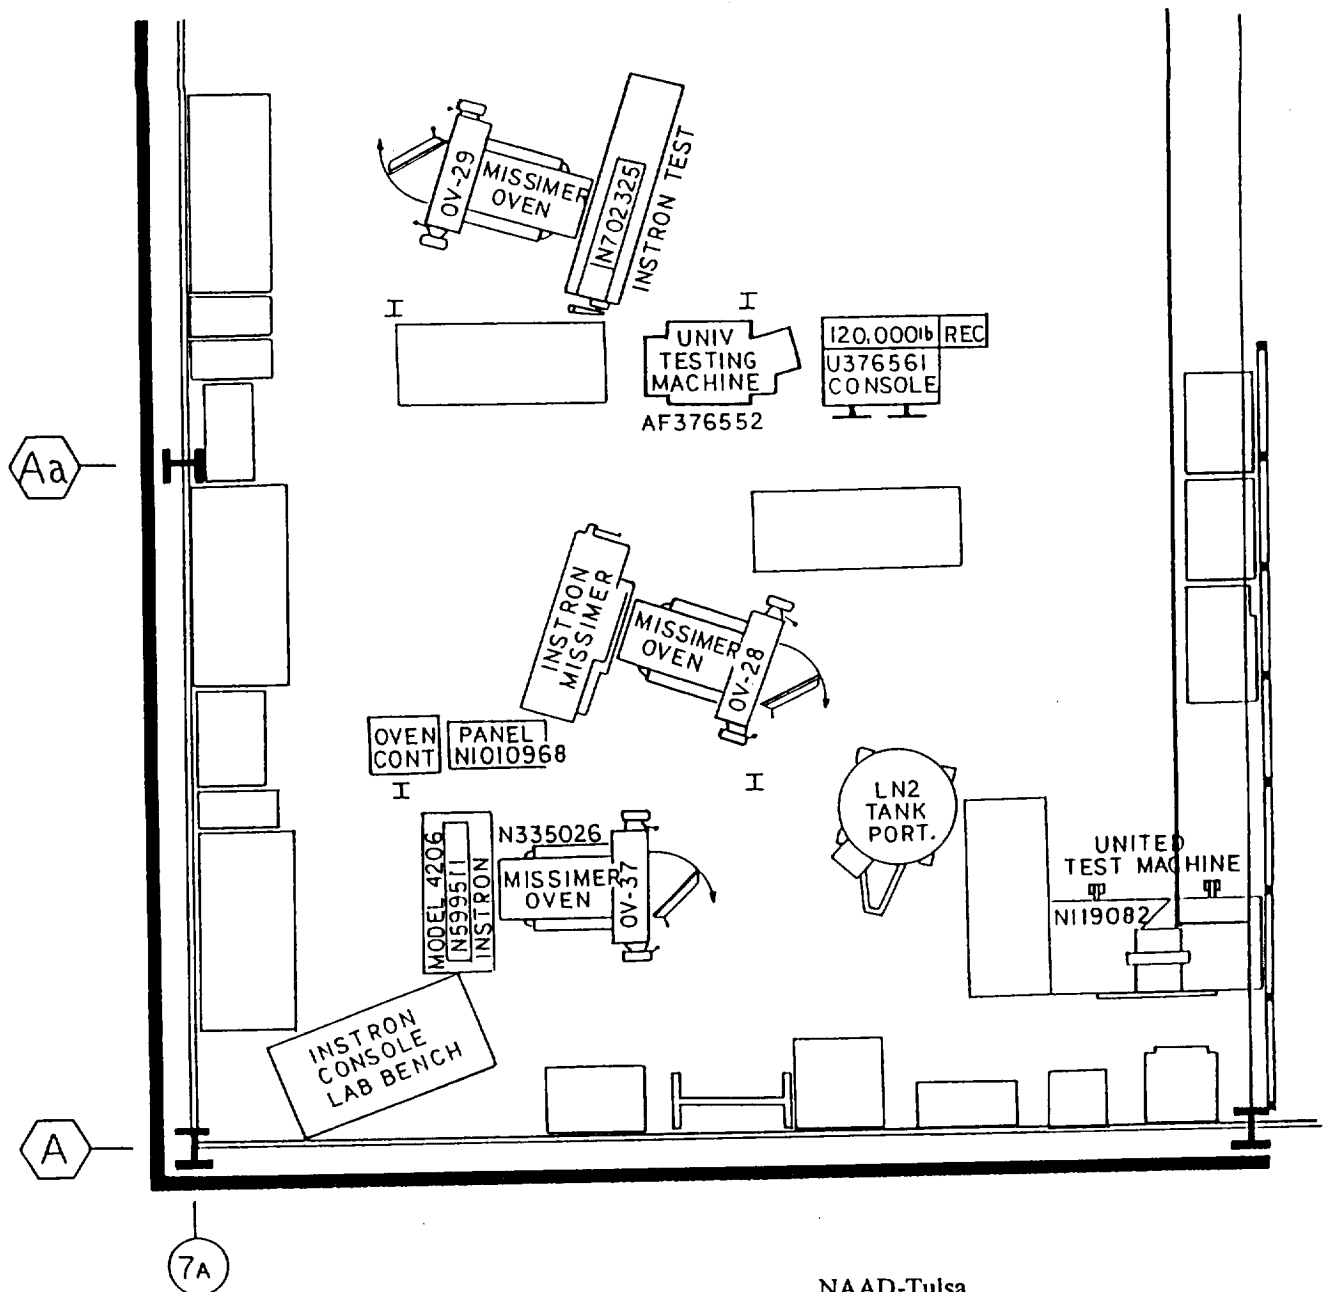 OV-29
MISSIMER
OVEN
N702325
INSTRON TEST
UNIV
TESTING
MACHINE
AF376552
120,000lb REC
U376561
CONSOLE
Aa
INSTRON
MISSIMER
MISSIMER
OVEN
OV-28
OVEN
CONT
PANEL
N1010968
LN2
TANK
PORT.
MODEL 4206
N599511
INSTRON
N335026
MISSIMER
OVEN
OV-37
UNITED
TEST MACHINE
N119082
INSTRON
CONSOLE
LAB BENCH
A
7A
NAAD-Tulsa